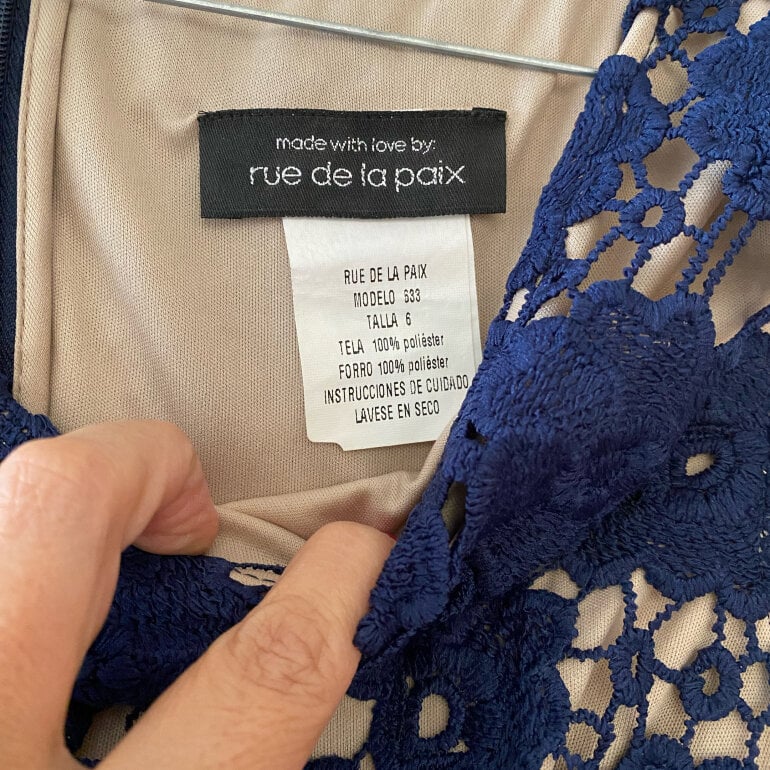 made with love by:
rue de la paix
RUE DE LA PAIX
MODELO 633
TALLA 6
TELA 100% poliéster
FORRO 100% poliéster
INSTRUCCIONES DE CUIDADO
LAVESE EN SECO